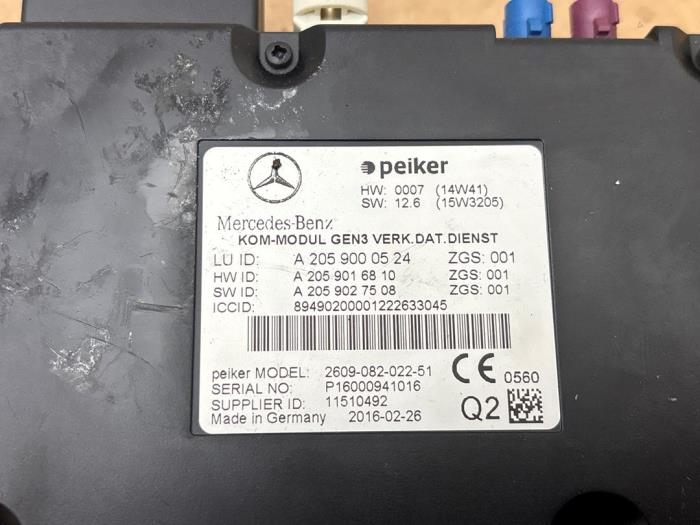 peiker
HW: 0007 (14W41)
SW: 12.6 (15W3205)
Mercedes-Benz
KOM-MODUL GEN3 VERK.DAT.DIENST
LU ID: A 205 900 05 24 ZGS: 001
HW ID: A 205 901 68 10 ZGS: 001
SW ID: A 205 902 75 08 ZGS: 001
ICCID: 89490200001222633045
peiker MODEL: 2609-082-022-51
SERIAL NO: P16000941016
SUPPLIER ID: 11510492
Made in Germany 2016-02-26
CE 0560
Q2